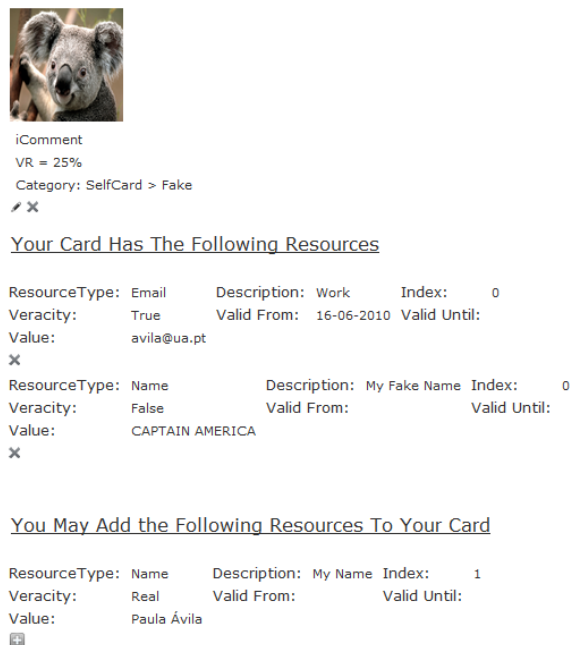 iComment
VR = 25%
Category: SelfCard > Fake
Your Card Has The Following Resources
ResourceType: Email Description: Work Index: 0
Veracity: True Valid From: 16-06-2010 Valid Until:
Value: avila@ua.pt
ResourceType: Name Description: My Fake Name Index: 0
Veracity: False Valid From: Valid Until:
Value: CAPTAIN AMERICA
You May Add the Following Resources To Your Card
ResourceType: Name Description: My Name Index: 1
Veracity: Real Valid From: Valid Until:
Value: Paula Ávila